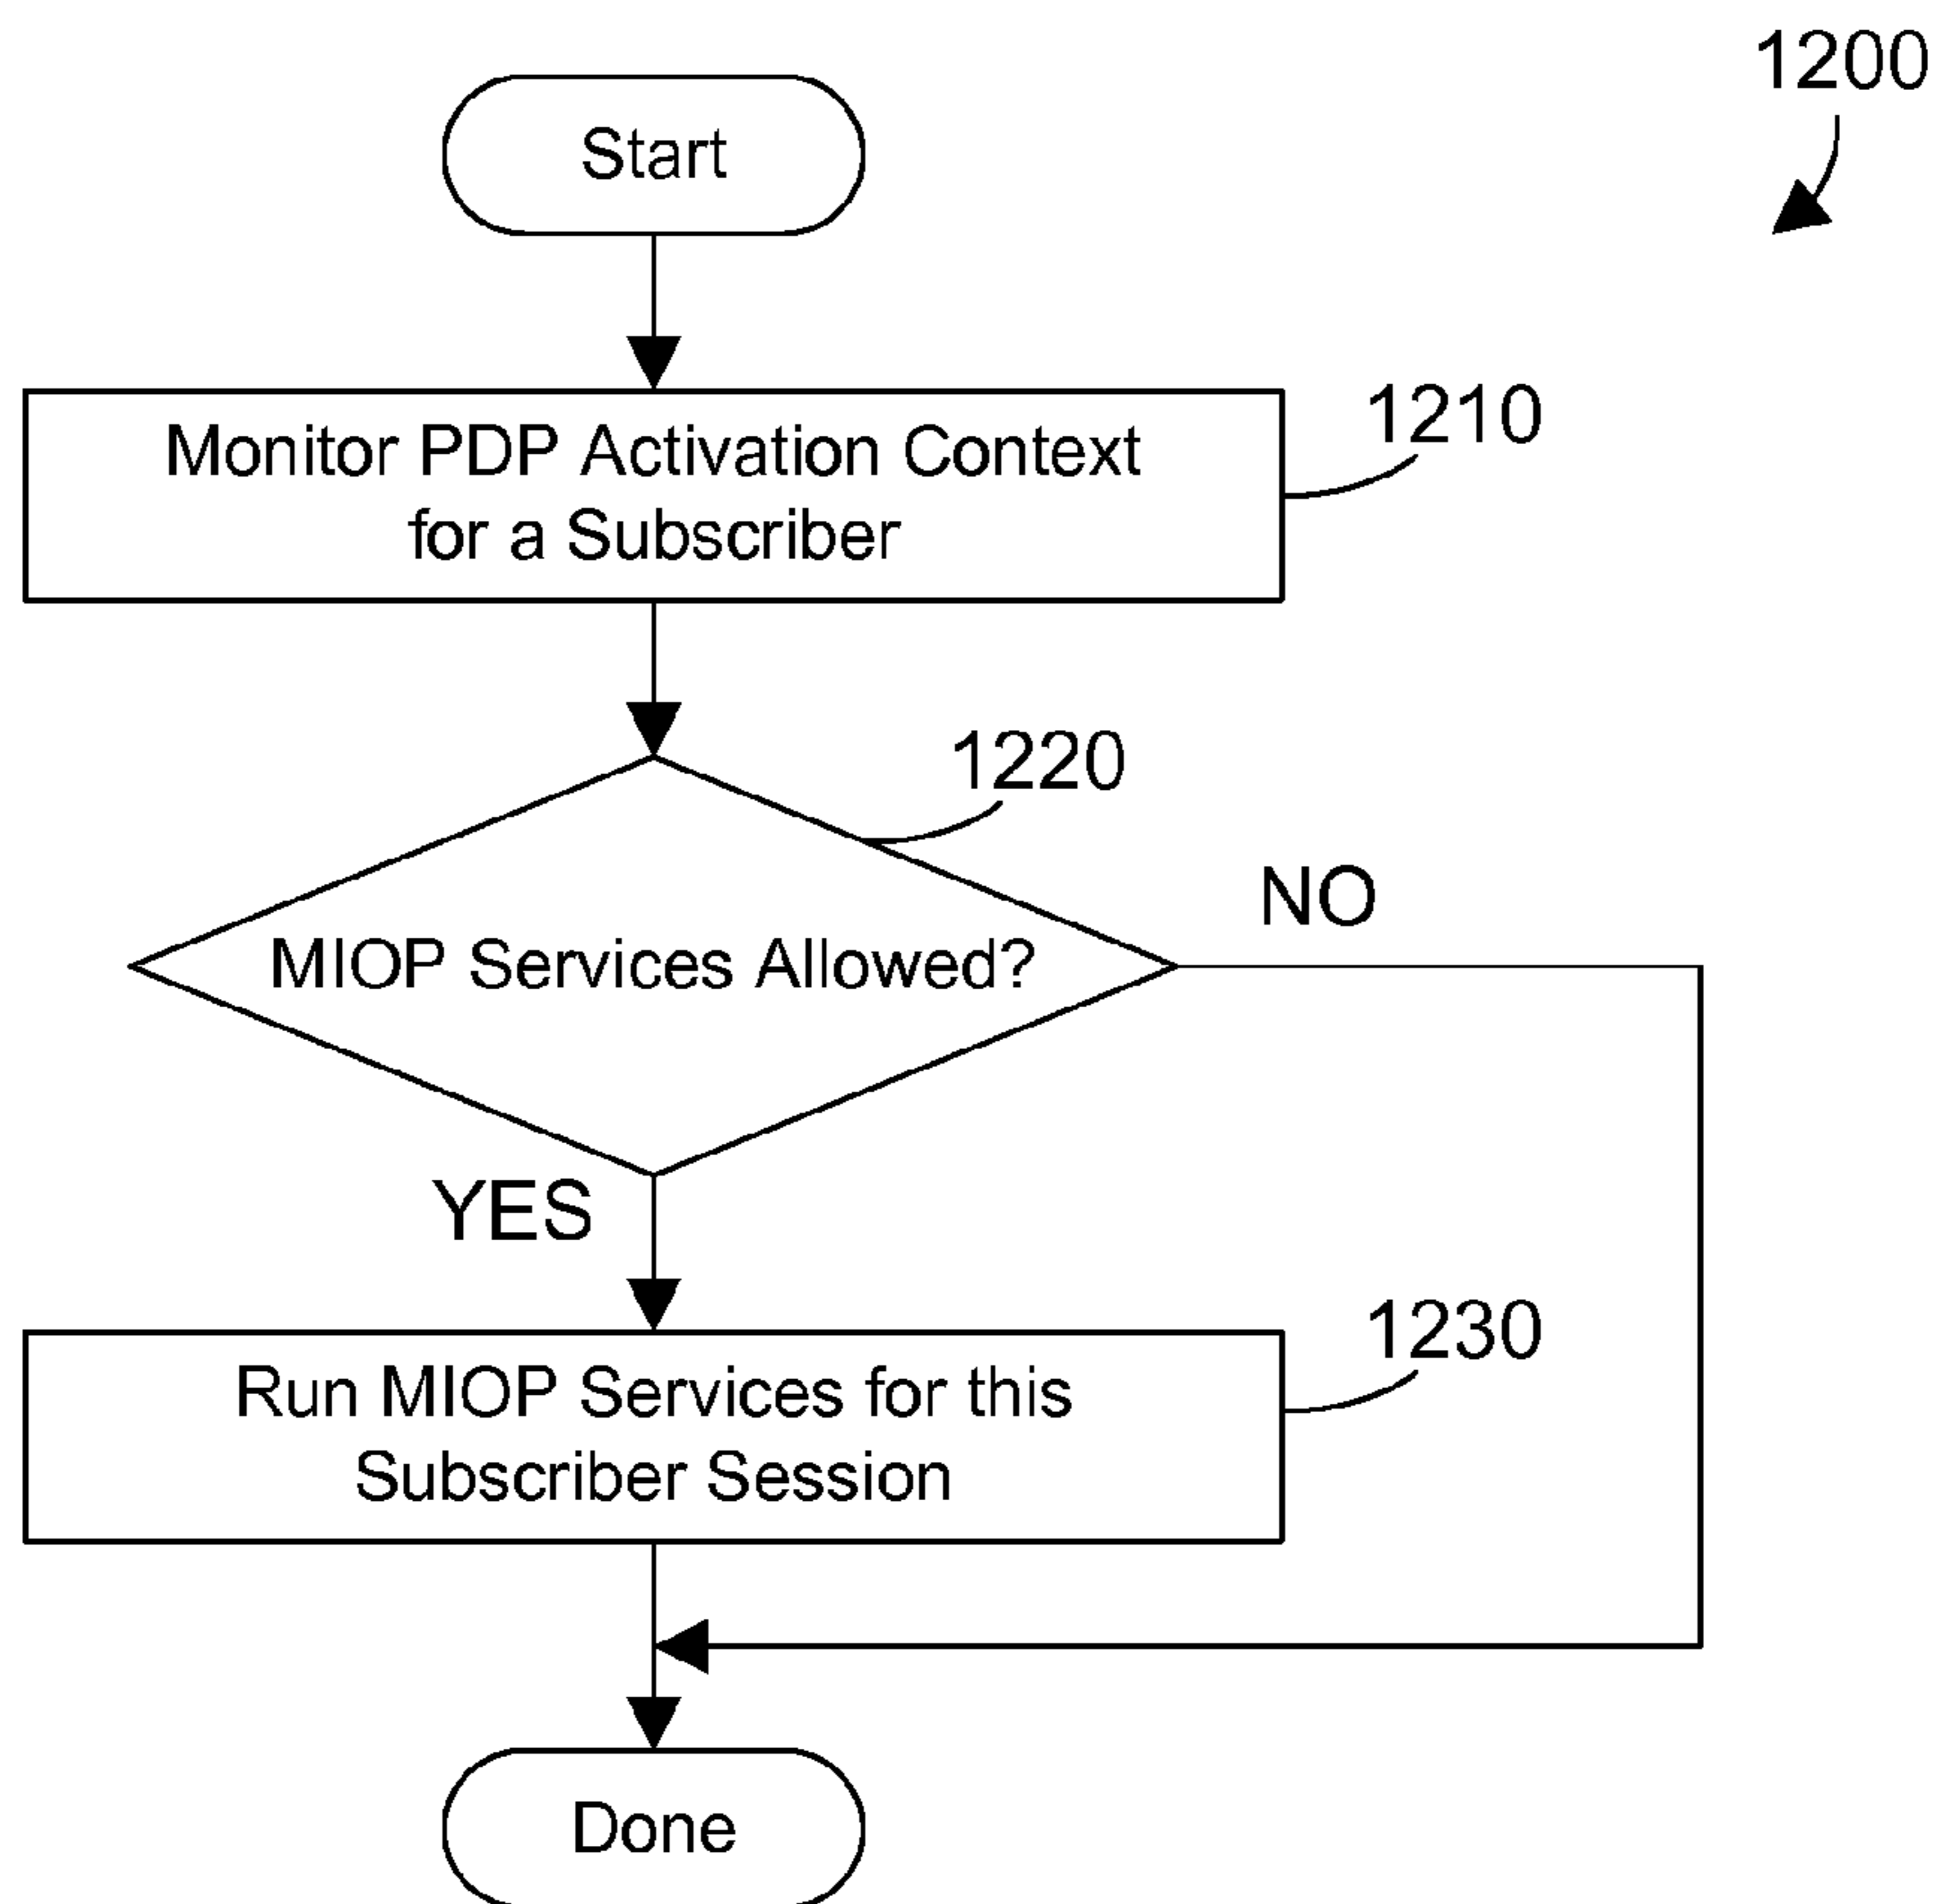 1200
Start
Monitor PDP Activation Context
for a Subscriber
1210
1220
MIOP Services Allowed?
NO
YES
Run MIOP Services for this
Subscriber Session
1230
Done